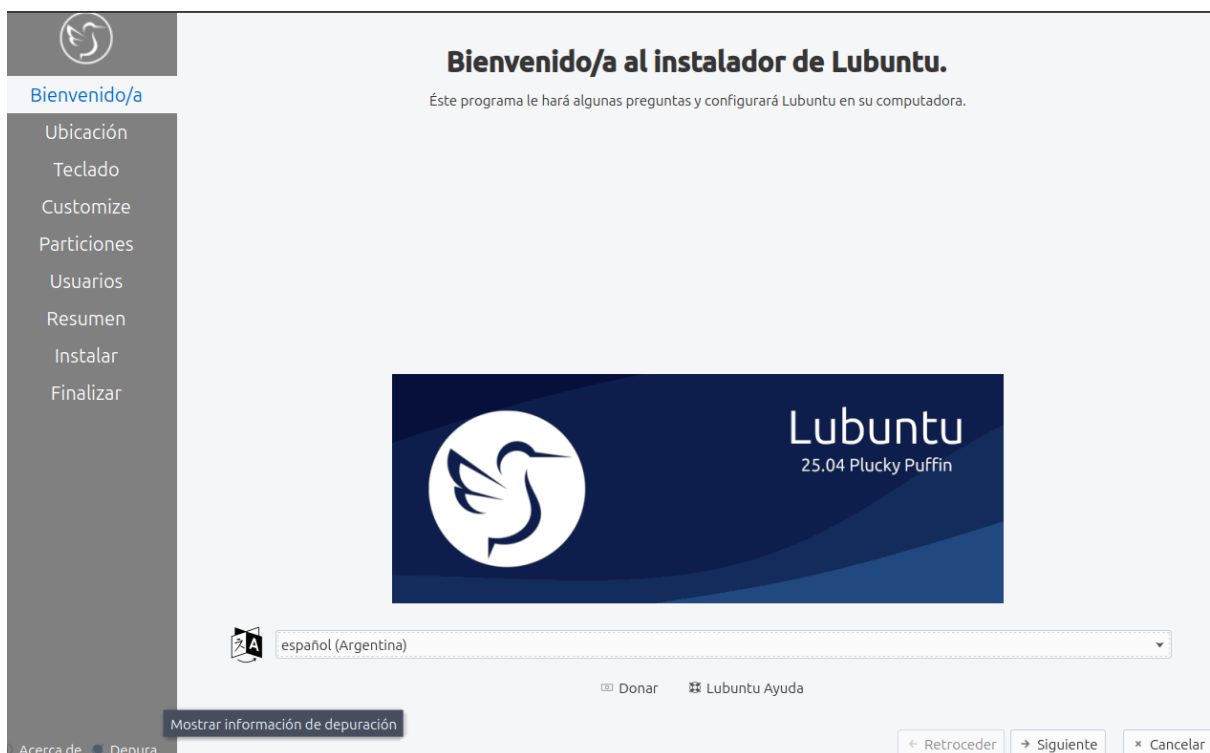 Bienvenido/a al instalador de Lubuntu.
Éste programa le hará algunas preguntas y configurará Lubuntu en su computadora.
Bienvenido/a
Ubicación
Teclado
Customize
Particiones
Usuarios
Resumen
Instalar
Finalizar
Lubuntu
25.04 Plucky Puffin
español (Argentina)
Donar Lubuntu Ayuda
Mostrar información de depuración
Acerca de Depura
Retroceder Siguiente Cancelar